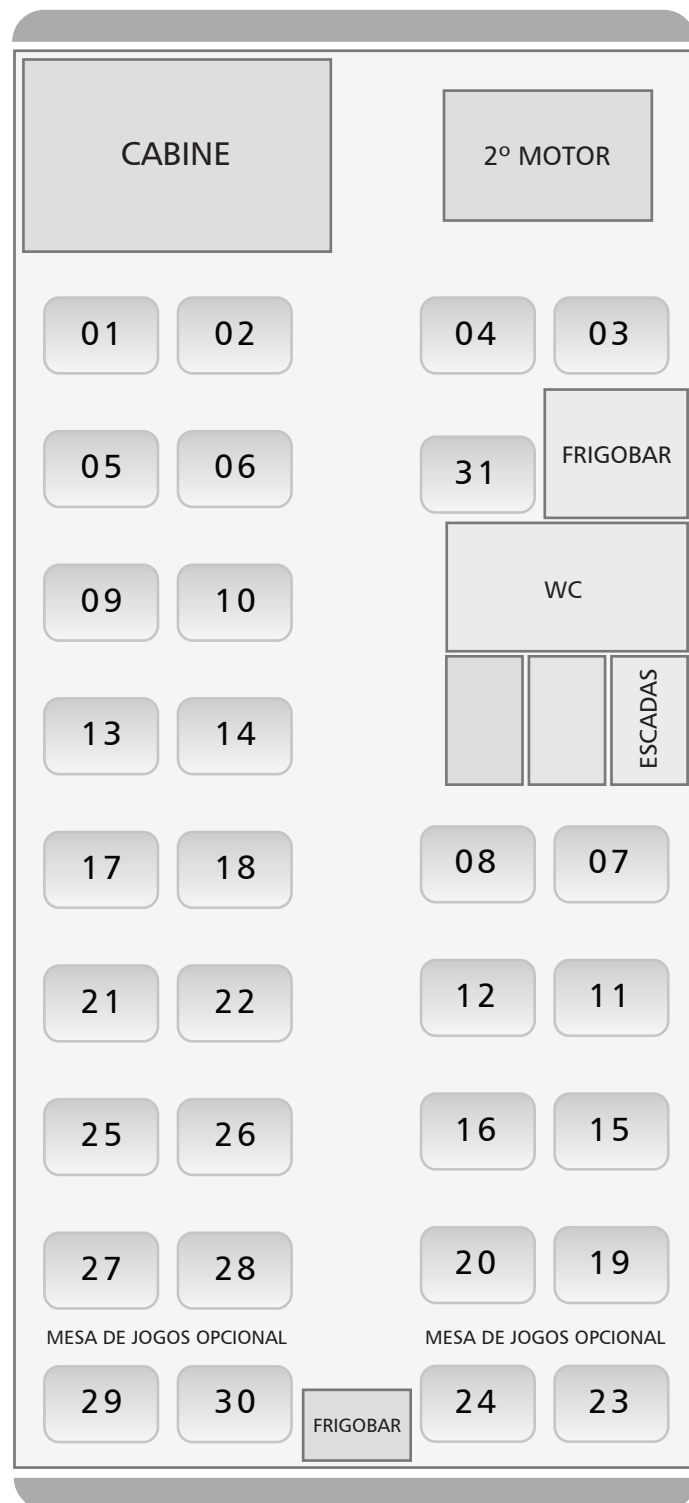 CABINE
2º MOTOR
01 02 04 03
05 06 31 FRIGOBAR
09 10 WC
13 14 ESCADAS
17 18 08 07
21 22 12 11
25 26 16 15
27 28 20 19
MESA DE JOGOS OPCIONAL MESA DE JOGOS OPCIONAL
29 30 FRIGOBAR 24 23